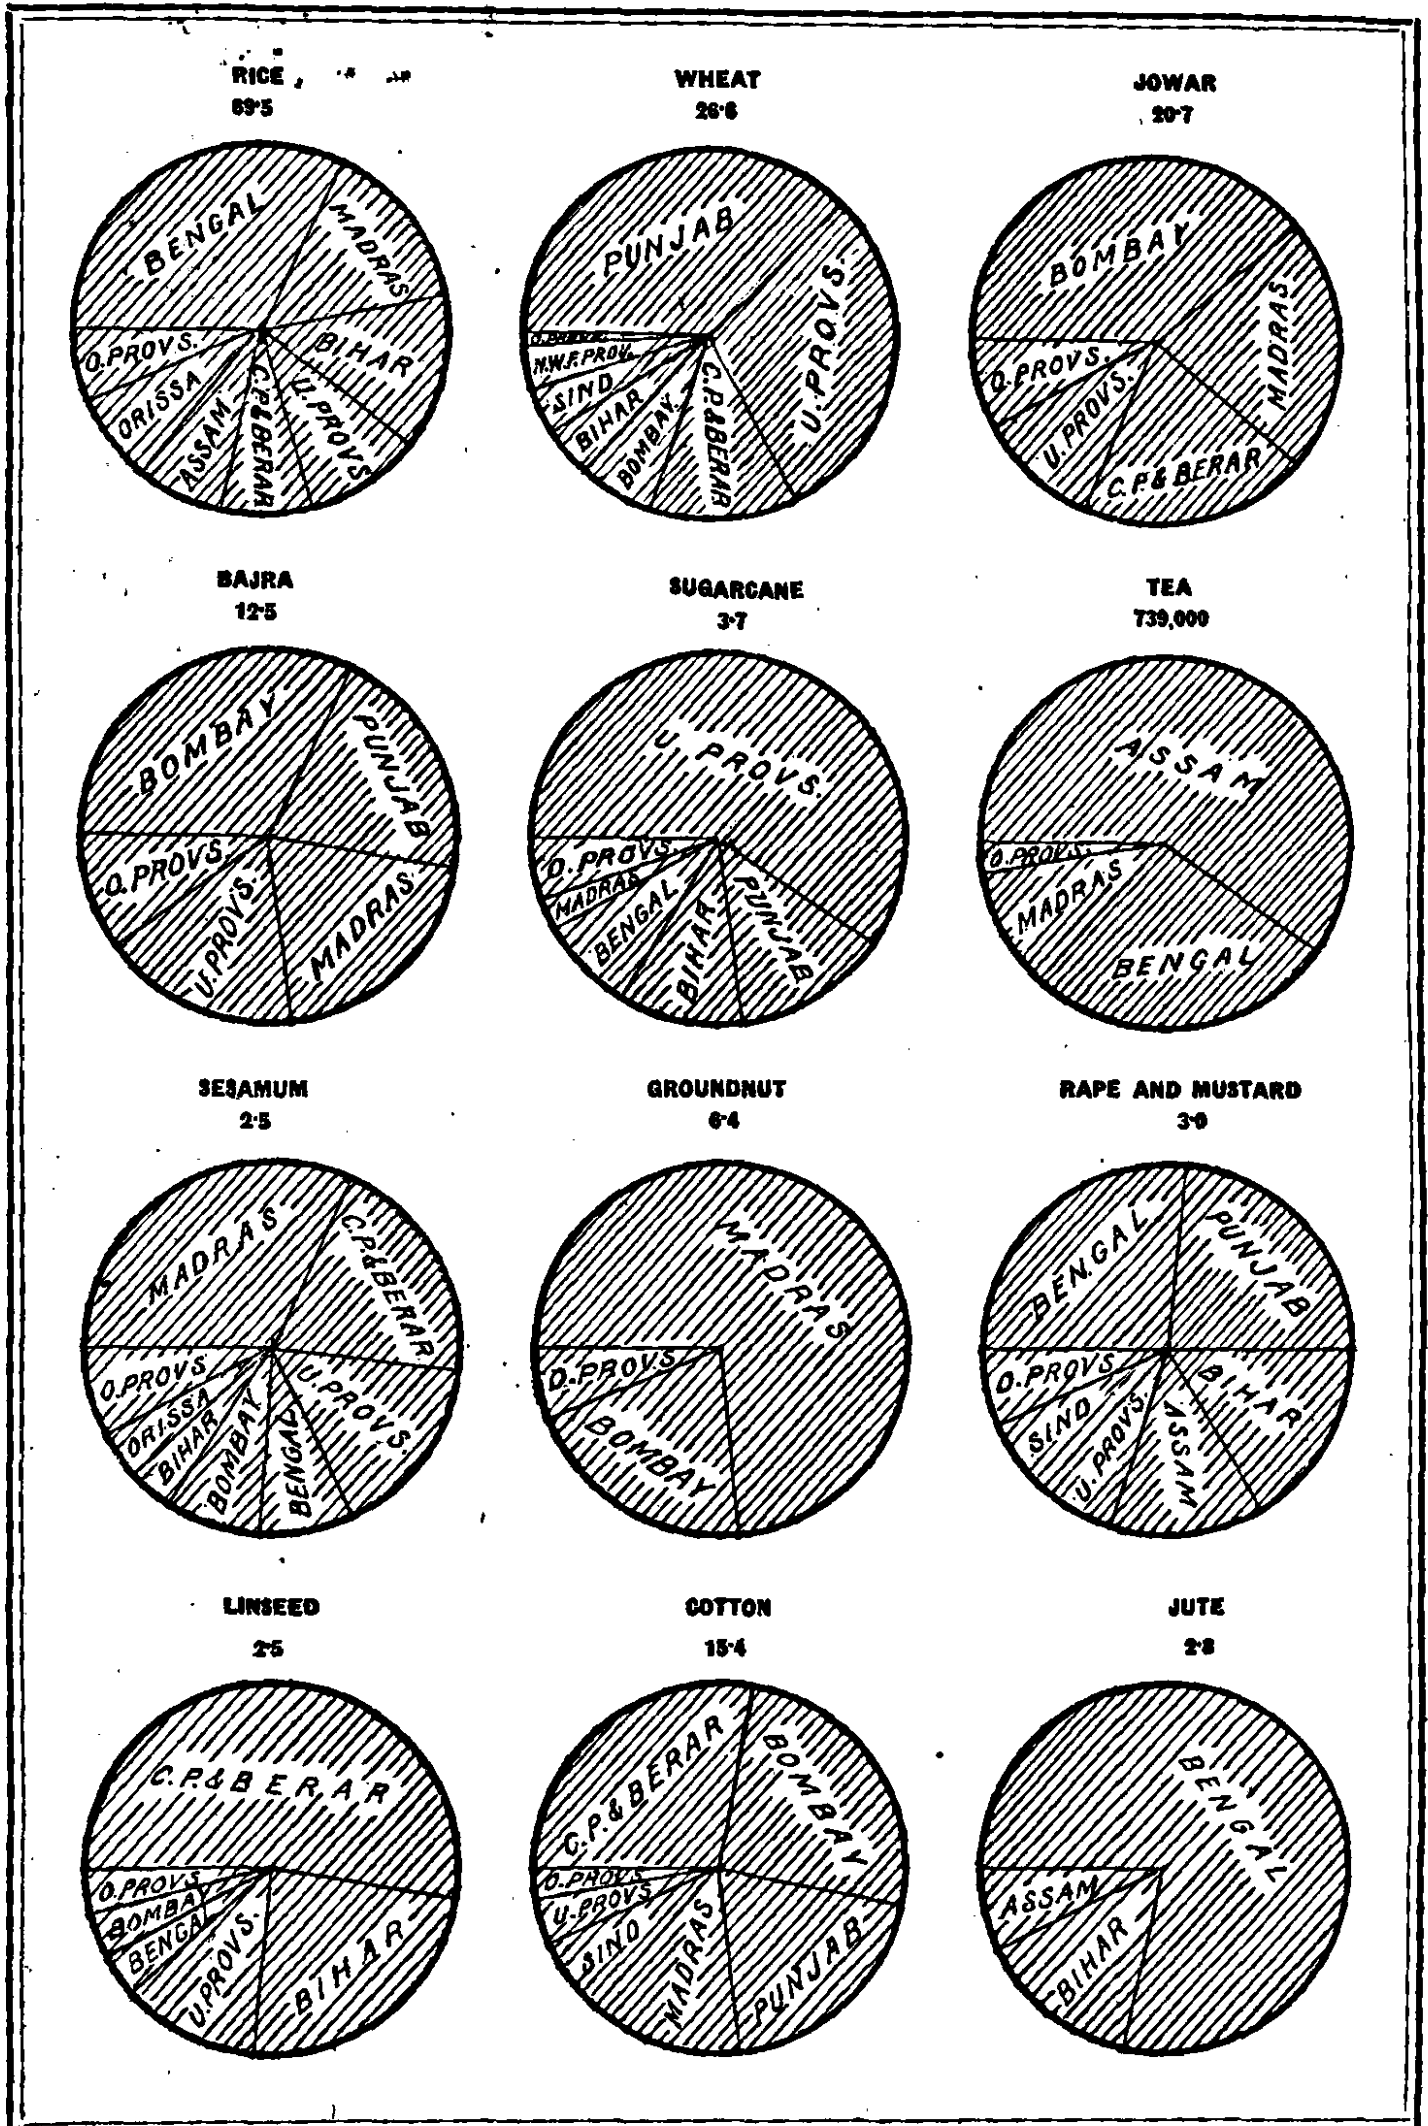 RICE
69·5
BENGAL
MADRAS
BIHAR
U.PROVS
C.P.&BERAR
ASSAM
ORISSA
O.PROVS.
WHEAT
26·6
PUNJAB
U.PROVS.
C.P.&BERAR
BOMBAY
BIHAR
SIND
N.W.F.PROV.
O.PROVS.
JOWAR
20·7
BOMBAY
MADRAS
C.P.& BERAR
U.PROVS.
O.PROVS.
BAJRA
12·5
BOMBAY
PUNJAB
MADRAS
U.PROVS.
O.PROVS.
SUGARCANE
3·7
U. PROVS.
PUNJAB
BIHAR
BENGAL
MADRAS
O.PROVS.
TEA
739,000
ASSAM
BENGAL
MADRAS
O.PROVS.
SESAMUM
2·5
MADRAS
C.P.&BERAR
U.PROVS.
BENGAL
BOMBAY
BIHAR
ORISSA
O.PROVS
GROUNDNUT
6·4
MADRAS
BOMBAY
O.PROVS
RAPE AND MUSTARD
3·0
BENGAL
PUNJAB
BIHAR
ASSAM
U.PROVS.
SIND
O.PROVS
LINSEED
2·5
C.P.& BERAR
BIHAR
U.PROVS.
BENGA
BOMBA
O.PROVS
COTTON
15·4
C.P.& BERAR
BOMBAY
PUNJAB
MADRAS
SIND
U.PROVS
O.PROVS
JUTE
2·8
BENGAL
BIHAR
ASSAM